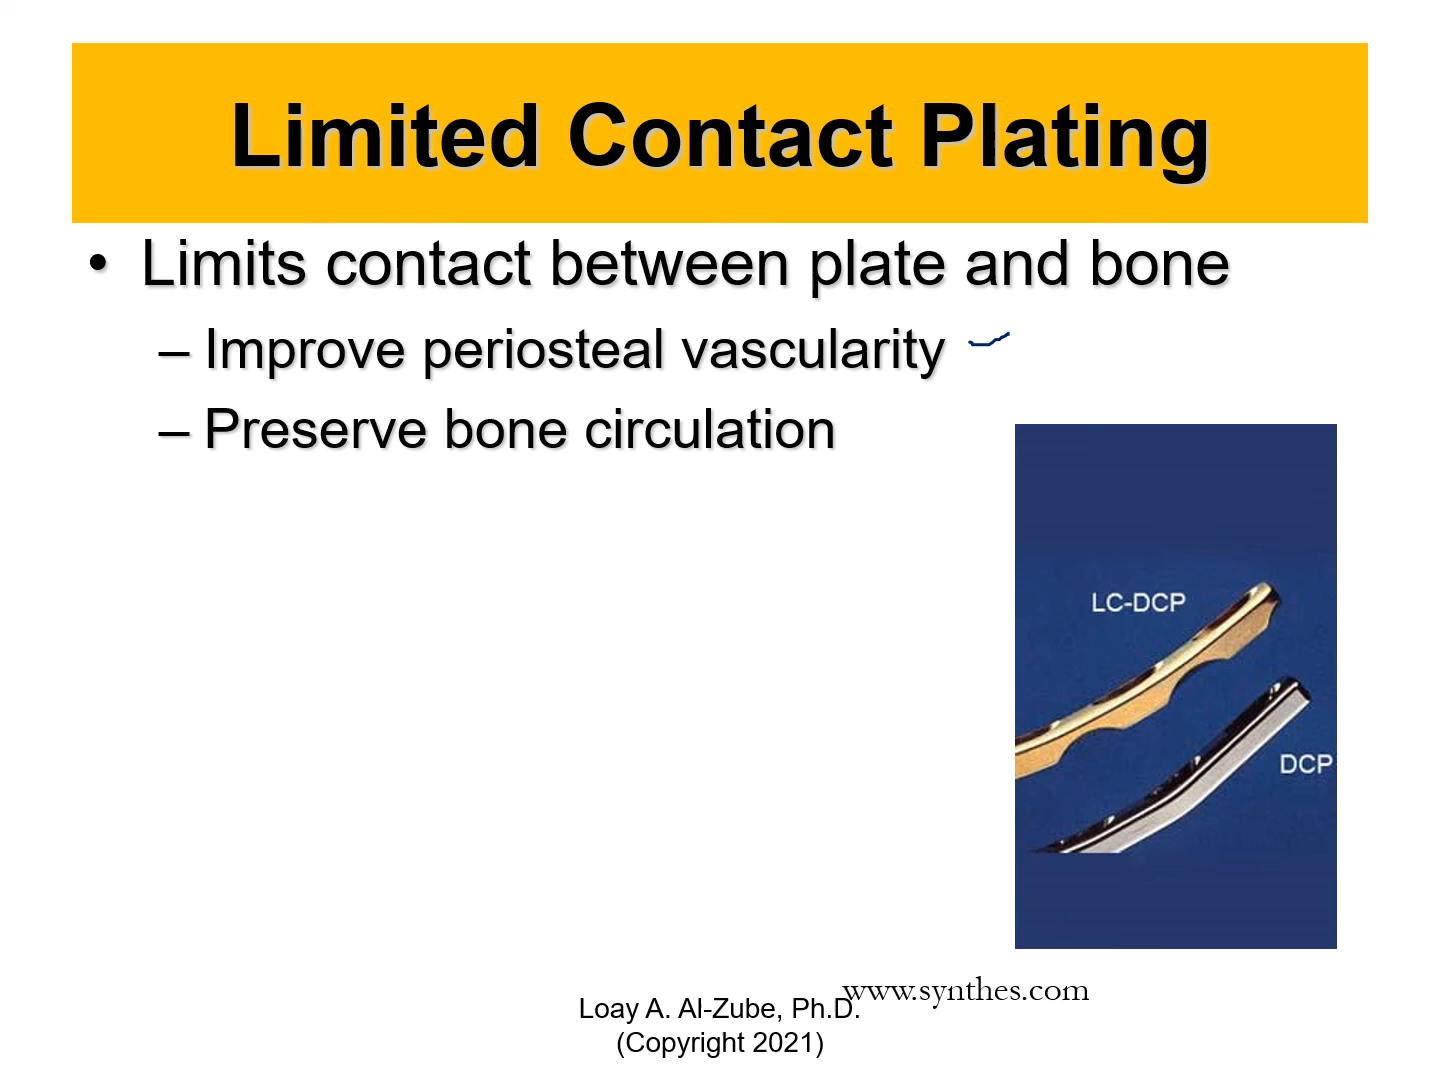 Limited Contact Plating
• Limits contact between plate and bone
– Improve periosteal vascularity
– Preserve bone circulation
LC-DCP
DCP
www.synthes.com
Loay A. Al-Zube, Ph.D.
(Copyright 2021)